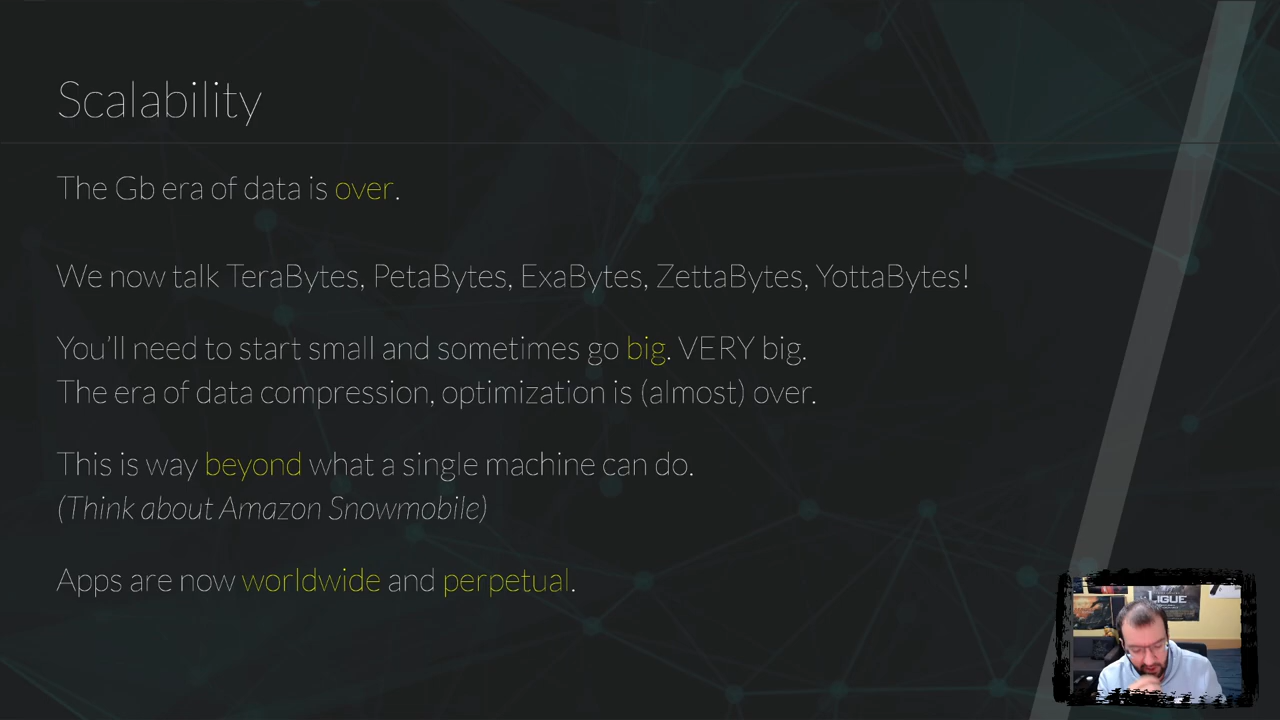 Scalability
The Gb era of data is over.
We now talk TeraBytes, PetaBytes, ExaBytes, ZettaBytes, YottaBytes!
You'll need to start small and sometimes go big. VERY big.
The era of data compression, optimization is (almost) over.
This is way beyond what a single machine can do.
(Think about Amazon Snowmobile)
Apps are now worldwide and perpetual.
LIGUE